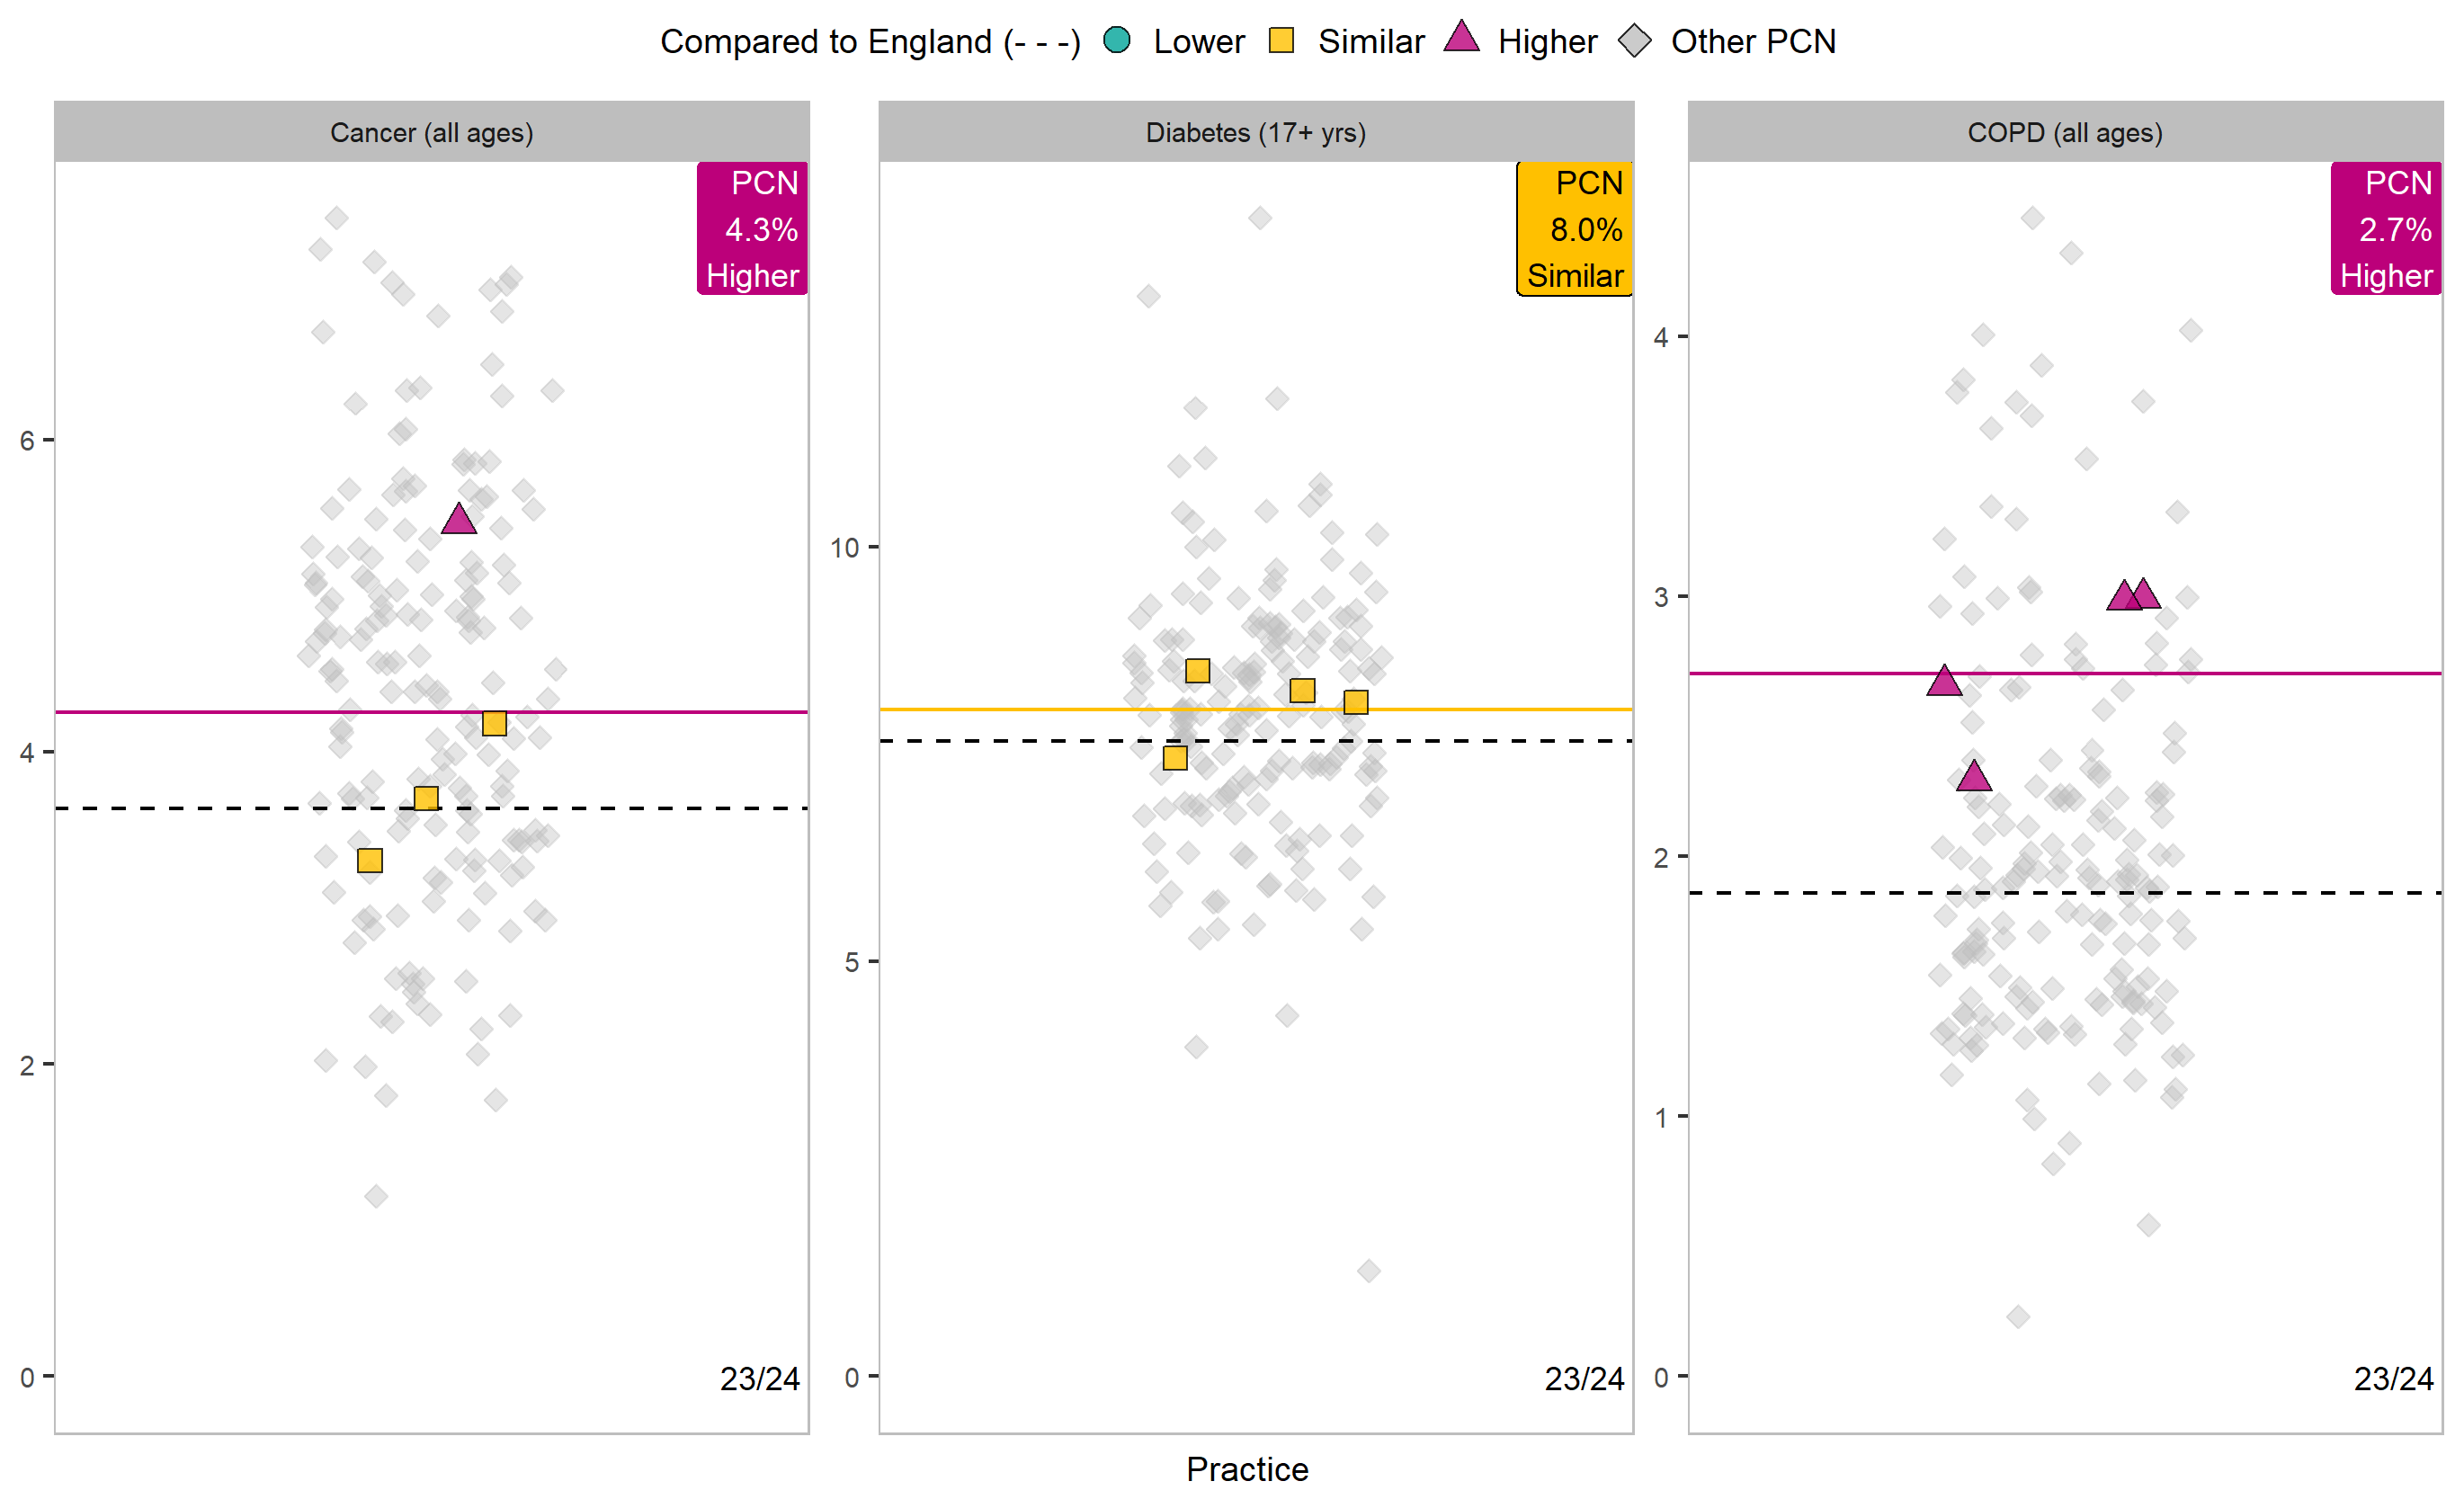 Compared to England (- - -) Lower Similar Higher Other PCN
Cancer (all ages)
PCN
4.3%
Higher
6
4
2
0
23/24
Diabetes (17+ yrs)
PCN
8.0%
Similar
10
5
0
23/24
COPD (all ages)
PCN
2.7%
Higher
4
3
2
1
0
23/24
Practice